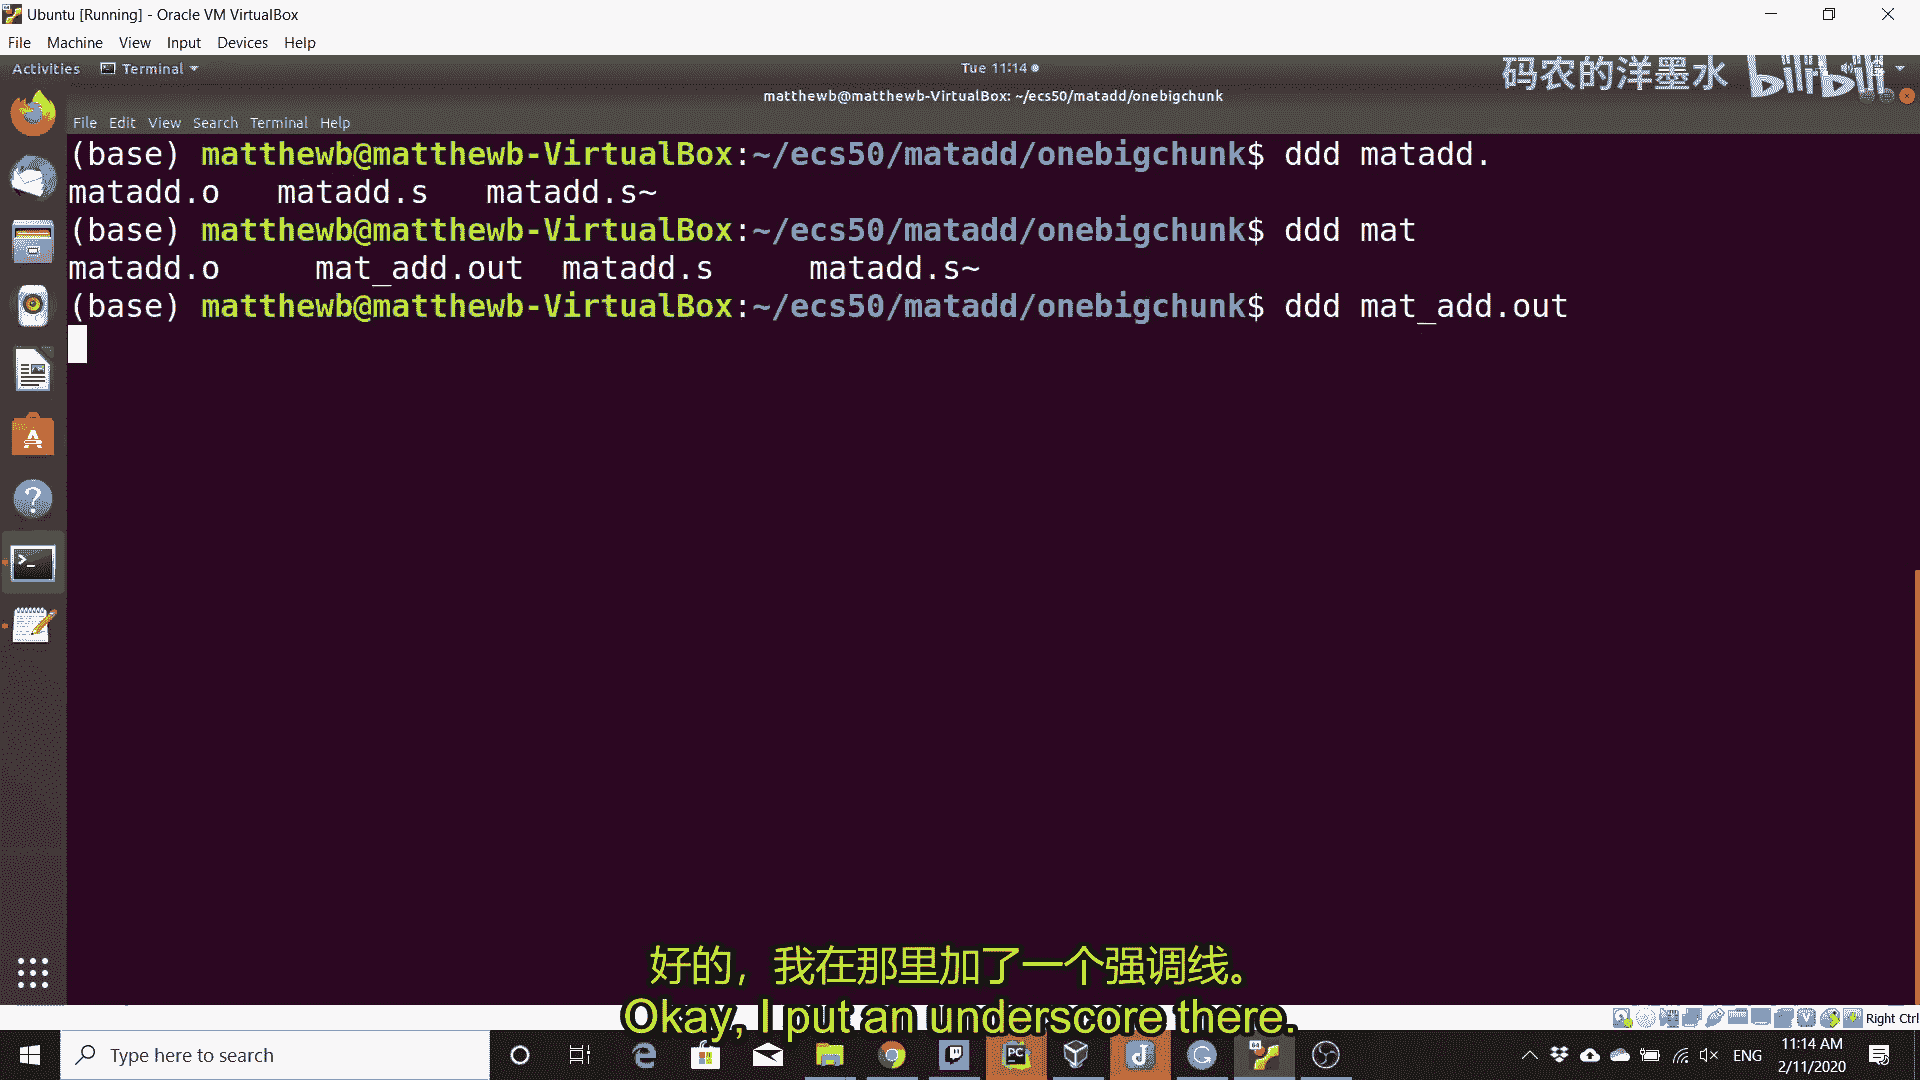 Ubuntu [Running] - Oracle VM VirtualBox
File Machine View Input Devices Help
Activities Terminal Tue 11:14
码农的洋墨水 bilibili
matthewb@matthewb-VirtualBox: ~/ecs50/matadd/onebigchunk
File Edit View Search Terminal Help
(base) matthewb@matthewb-VirtualBox:~/ecs50/matadd/onebigchunk$ ddd matadd.
matadd.o matadd.s matadd.s~
(base) matthewb@matthewb-VirtualBox:~/ecs50/matadd/onebigchunk$ ddd mat
matadd.o mat_add.out matadd.s matadd.s~
(base) matthewb@matthewb-VirtualBox:~/ecs50/matadd/onebigchunk$ ddd mat_add.out
好的，我在那里加了一个强调线。
Okay, I put an underscore there.
Right Ctrl
Type here to search
ENG
11:14 AM
2/11/2020